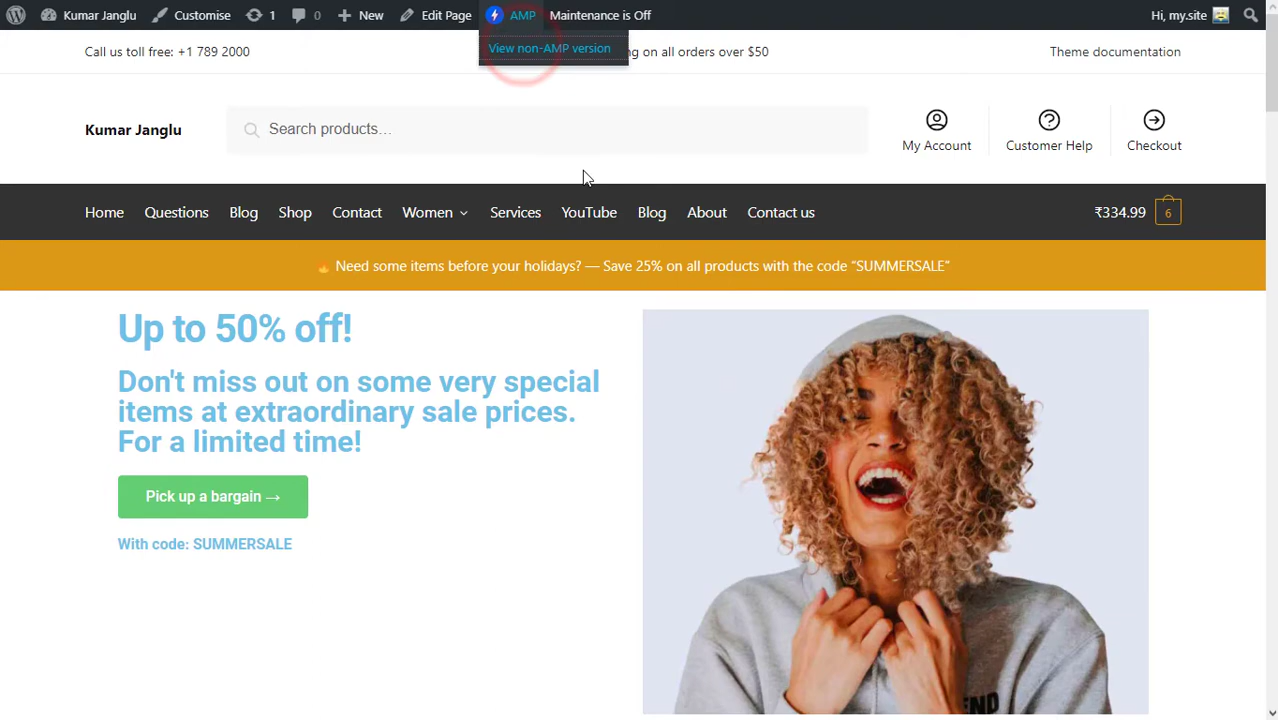 Kumar Janglu Customise 1 0 New Edit Page AMP Maintenance is Off Hi, my.site
View non-AMP version
Call us toll free: +1 789 2000 ng on all orders over $50 Theme documentation
Kumar Janglu Search products… My Account Customer Help Checkout
Home Questions Blog Shop Contact Women Services YouTube Blog About Contact us ₹334.99 6
Need some items before your holidays? — Save 25% on all products with the code "SUMMERSALE"
Up to 50% off!
Don't miss out on some very special
items at extraordinary sale prices.
For a limited time!
Pick up a bargain →
With code: SUMMERSALE